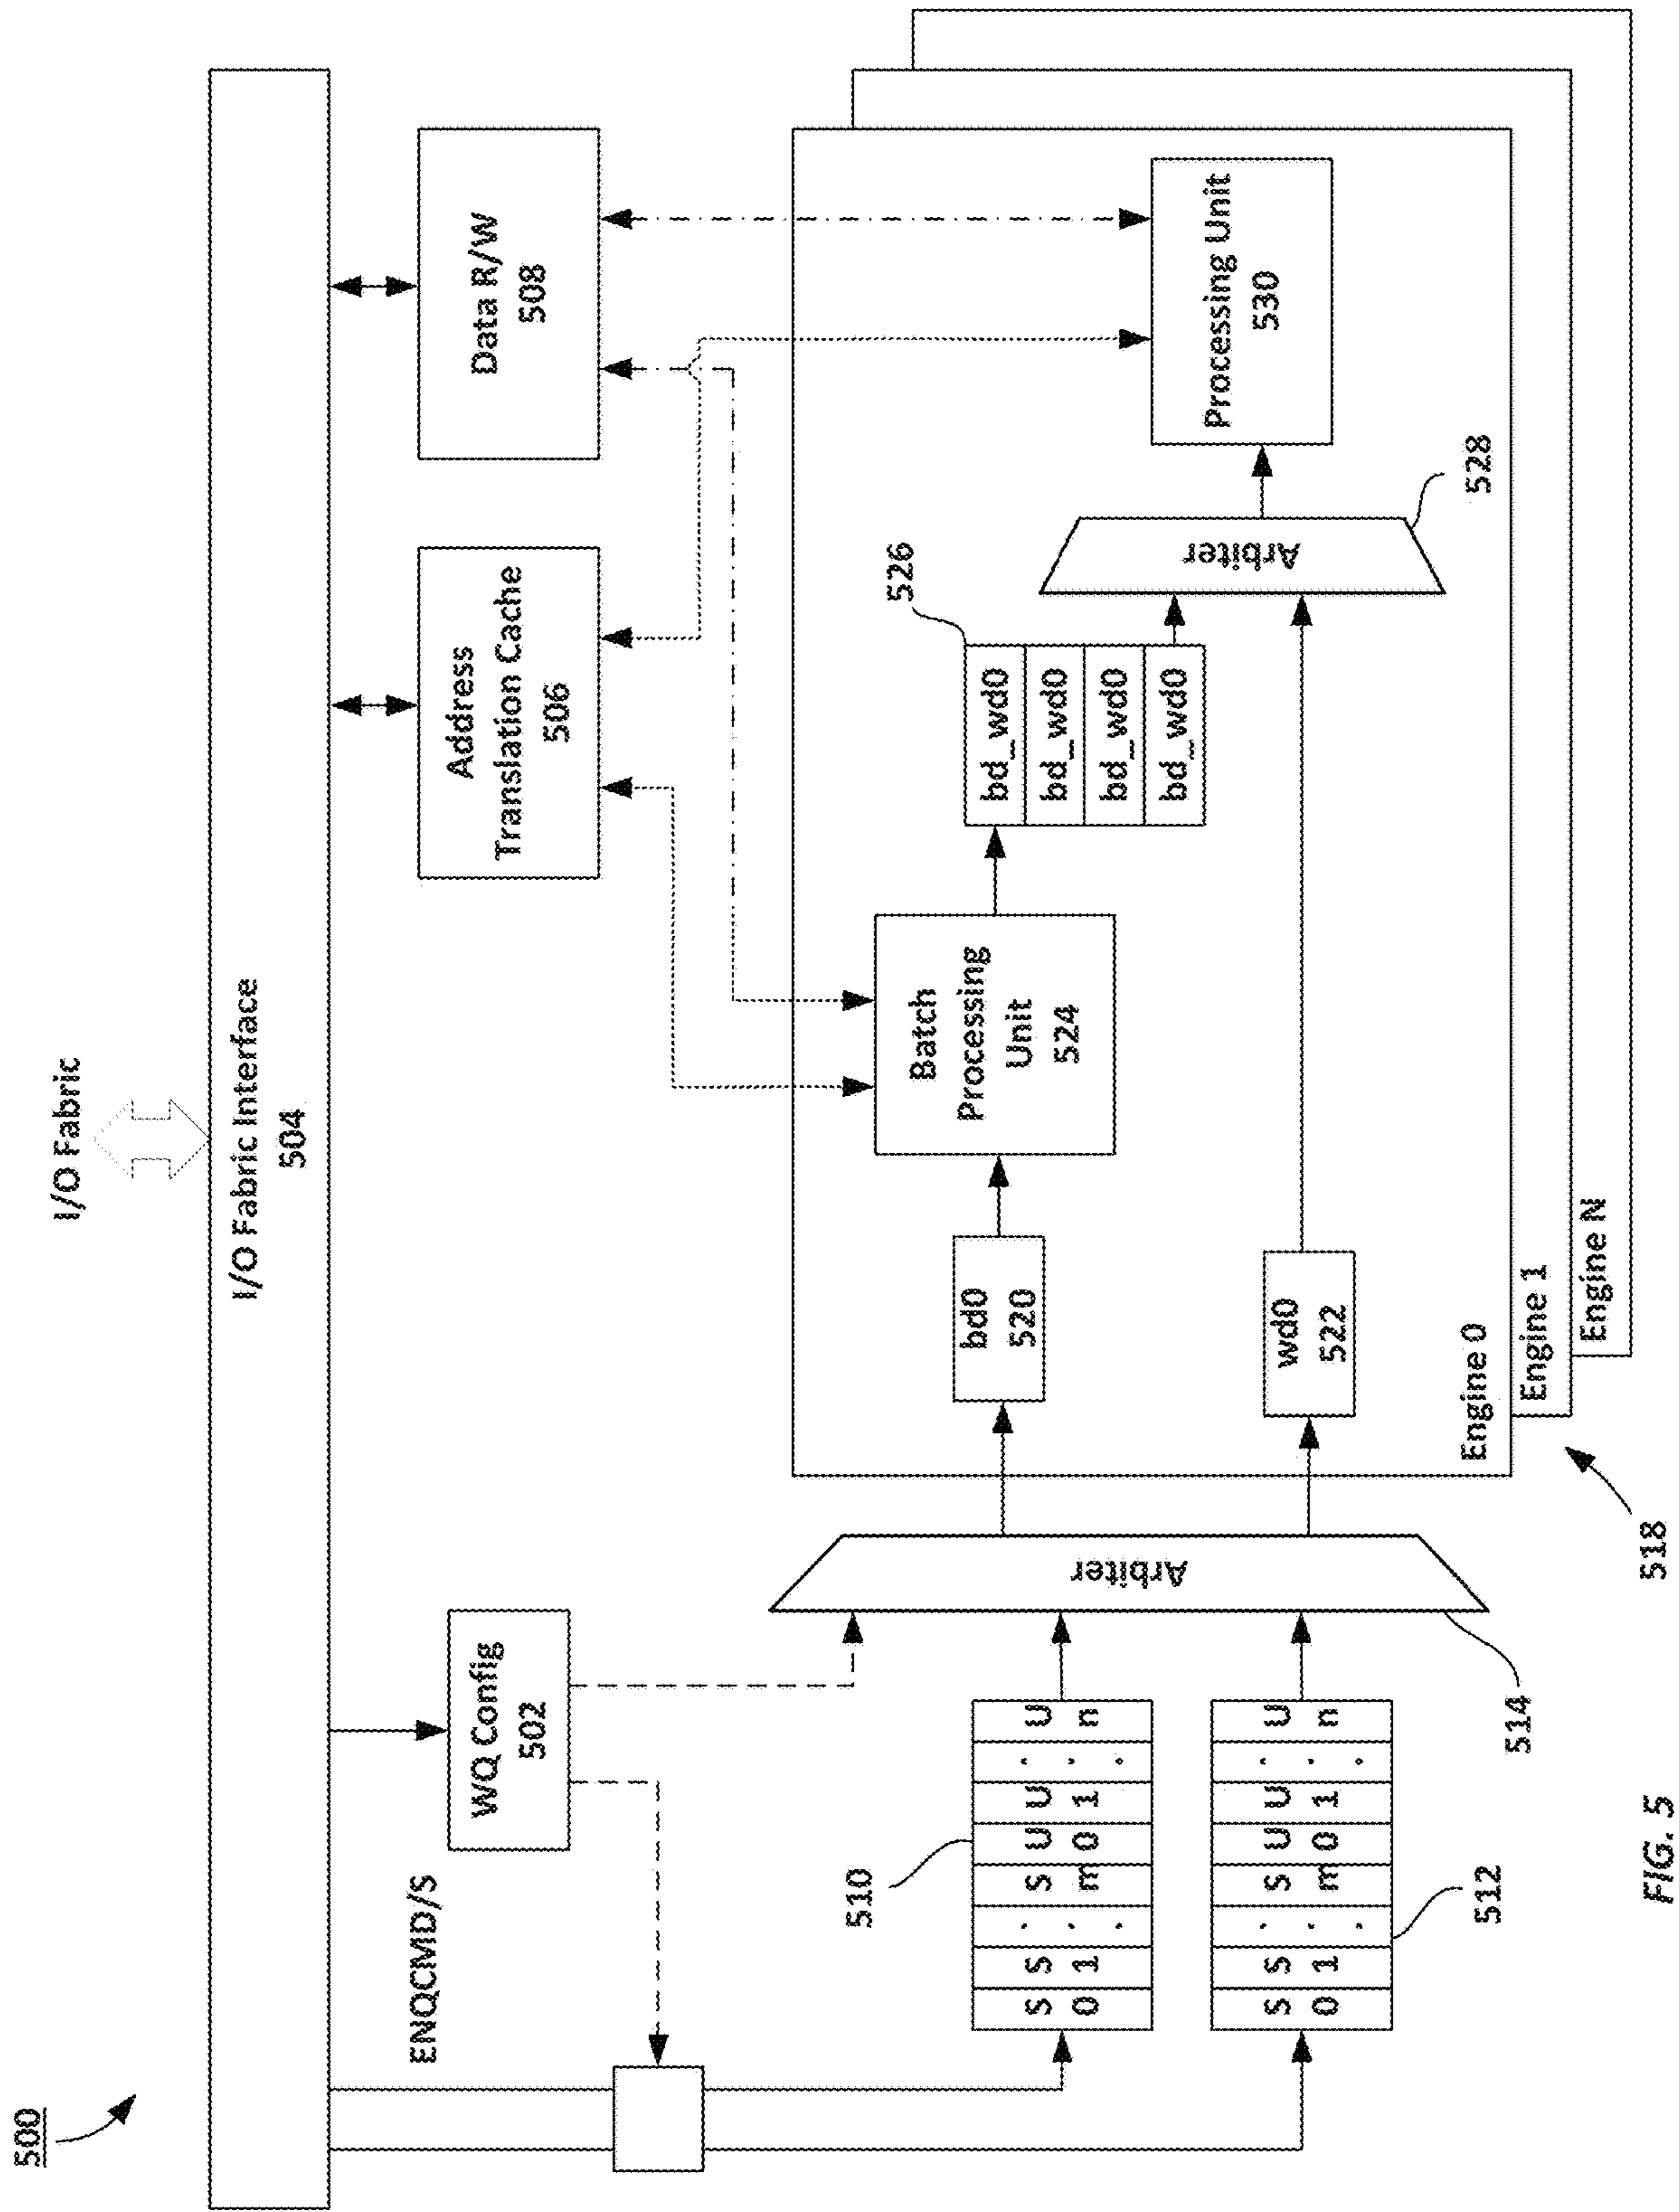 500
I/O Fabric
I/O Fabric Interface
504
ENQCMD/S
WQ Config
502
Address
Translation Cache
506
Data R/W
508
510
S S . S U U . U
0 1 . m 0 1 . n
. .
512
S S . S U U . U
0 1 . m 0 1 . n
. .
Arbiter
514
bd0
520
wd0
522
Batch
Processing
Unit
524
526
bd_wd0
bd_wd0
bd_wd0
bd_wd0
Arbiter
528
Processing Unit
530
Engine 0
Engine 1
Engine N
518
FIG. 5